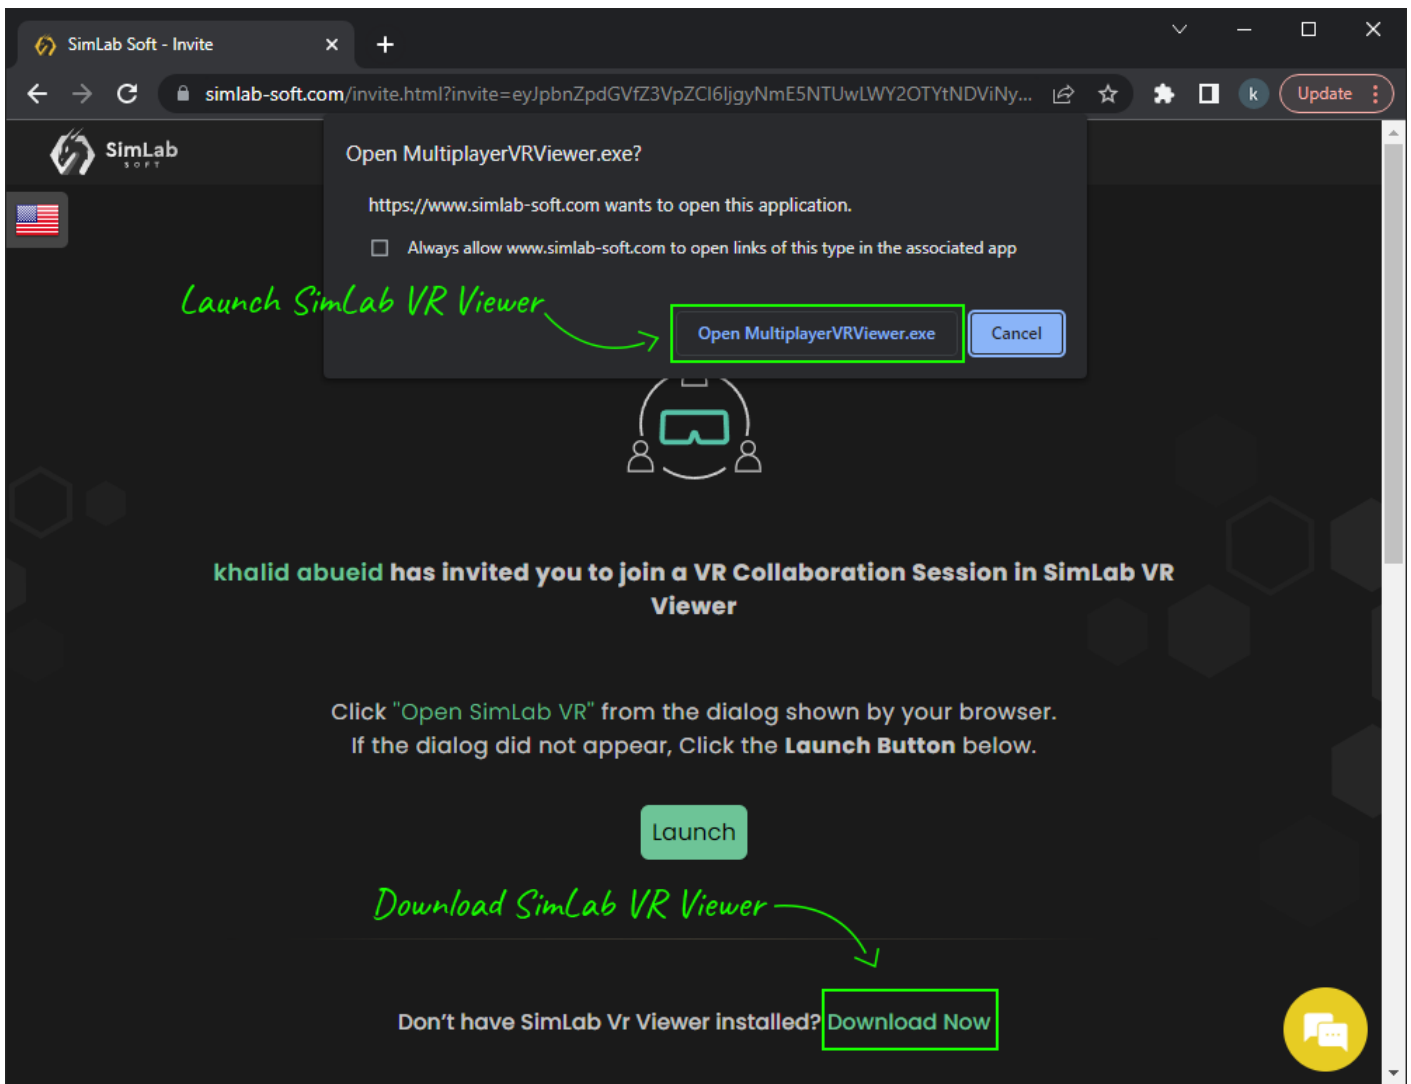 SimLab Soft - Invite
simlab-soft.com/invite.html?invite=eyJpbnZpdGVfZ3VpZCI6IjgyNmE5NTUwLWY2OTYtNDViNy...
k
Update
SimLab
SOFT
Open MultiplayerVRViewer.exe?
https://www.simlab-soft.com wants to open this application.
Always allow www.simlab-soft.com to open links of this type in the associated app
Launch SimLab VR Viewer
Open MultiplayerVRViewer.exe
Cancel
khalid abueid has invited you to join a VR Collaboration Session in SimLab VR
Viewer
Click "Open SimLab VR" from the dialog shown by your browser.
If the dialog did not appear, Click the Launch Button below.
Launch
Download SimLab VR Viewer
Don't have SimLab Vr Viewer installed? Download Now